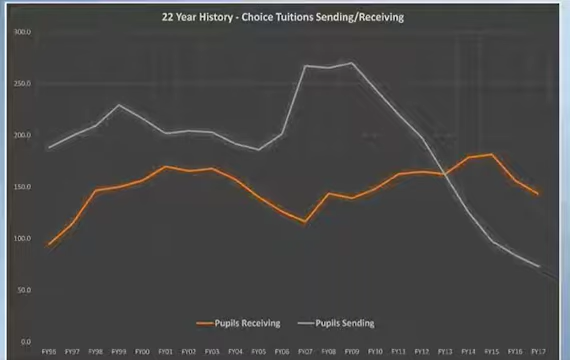 22 Year History - Choice Tuitions Sending/Receiving
300.0
250.0
200.0
150.0
100.0
50.0
0.0
Pupils Receiving Pupils Sending
FY96 FY97 FY98 FY99 FY00 FY01 FY02 FY03 FY04 FY05 FY06 FY07 FY08 FY09 FY10 FY11 FY12 FY13 FY14 FY15 FY16 FY17